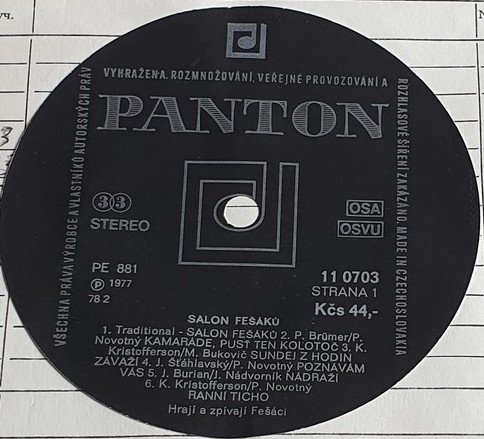 VYHRAŽENA. ROZMNOŽOVÁNÍ, VEŘEJNÉ PROVOZOVÁNÍ A
ROZHLASOVÉ ŠÍŘENÍ ZAKÁZÁNO. MADE IN CZECHOSLOVAKIA
VŠECHNA PRÁVA VÝROBCE A VLASTNÍKŮ AUTORSKÝCH PRÁV
PANTON
33
STEREO
OSA
OSVU
PE 881
Ⓟ 1977
78 2
11 0703
STRANA 1
Kčs 44,-
SALON FEŠÁKŮ
1. Traditional - SALON FEŠÁKŮ 2. P. Brümer/P.
Novotný KAMARÁDE, PUSŤ TEN KOLOTOČ 3. K.
Kristofferson/M. Bukovič SUNDEJ Z HODIN
ZÁVAŽÍ 4. J. Šťáhlavský/P. Novotný POZNÁVÁM
VÁS 5. J. Burian/J. Nádvorník NÁDRAŽÍ
6. K. Kristofferson/P. Novotný
RANNÍ TICHO
Hrají a zpívají Fešáci